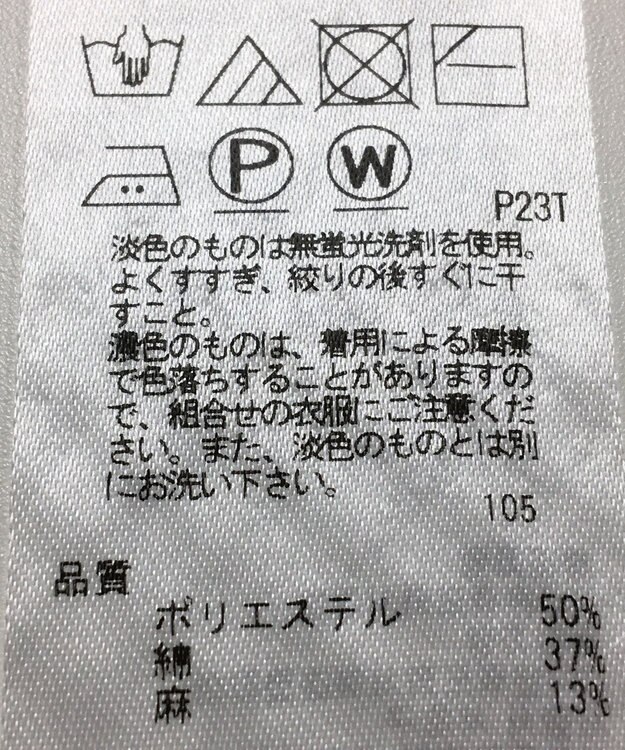 P W
P23T
淡色のものは無蛍光洗剤を使用。
よくすすぎ、絞りの後すぐに干
すこと。
濃色のものは、着用による摩擦
で色落ちすることがありますの
で、組合せの衣服にご注意くだ
さい。また、淡色のものとは別
にお洗い下さい。
105
品質
ポリエステル 50%
綿 37%
麻 13%